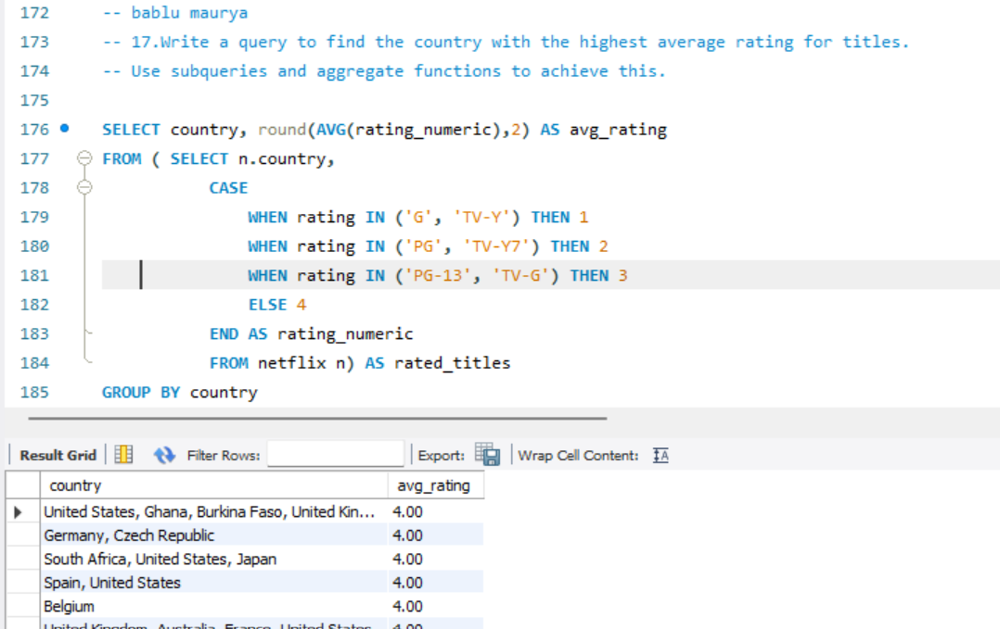 172 -- bablu maurya
173 -- 17.Write a query to find the country with the highest average rating for titles.
174 -- Use subqueries and aggregate functions to achieve this.
175
176 SELECT country, round(AVG(rating_numeric),2) AS avg_rating
177 FROM ( SELECT n.country,
178 CASE
179 WHEN rating IN ('G', 'TV-Y') THEN 1
180 WHEN rating IN ('PG', 'TV-Y7') THEN 2
181 WHEN rating IN ('PG-13', 'TV-G') THEN 3
182 ELSE 4
183 END AS rating_numeric
184 FROM netflix n) AS rated_titles
185 GROUP BY country
Result Grid Filter Rows: Export: Wrap Cell Content: IA
country avg_rating
United States, Ghana, Burkina Faso, United Kin... 4.00
Germany, Czech Republic 4.00
South Africa, United States, Japan 4.00
Spain, United States 4.00
Belgium 4.00
United Kingdom, Australia, France, United States 4.00